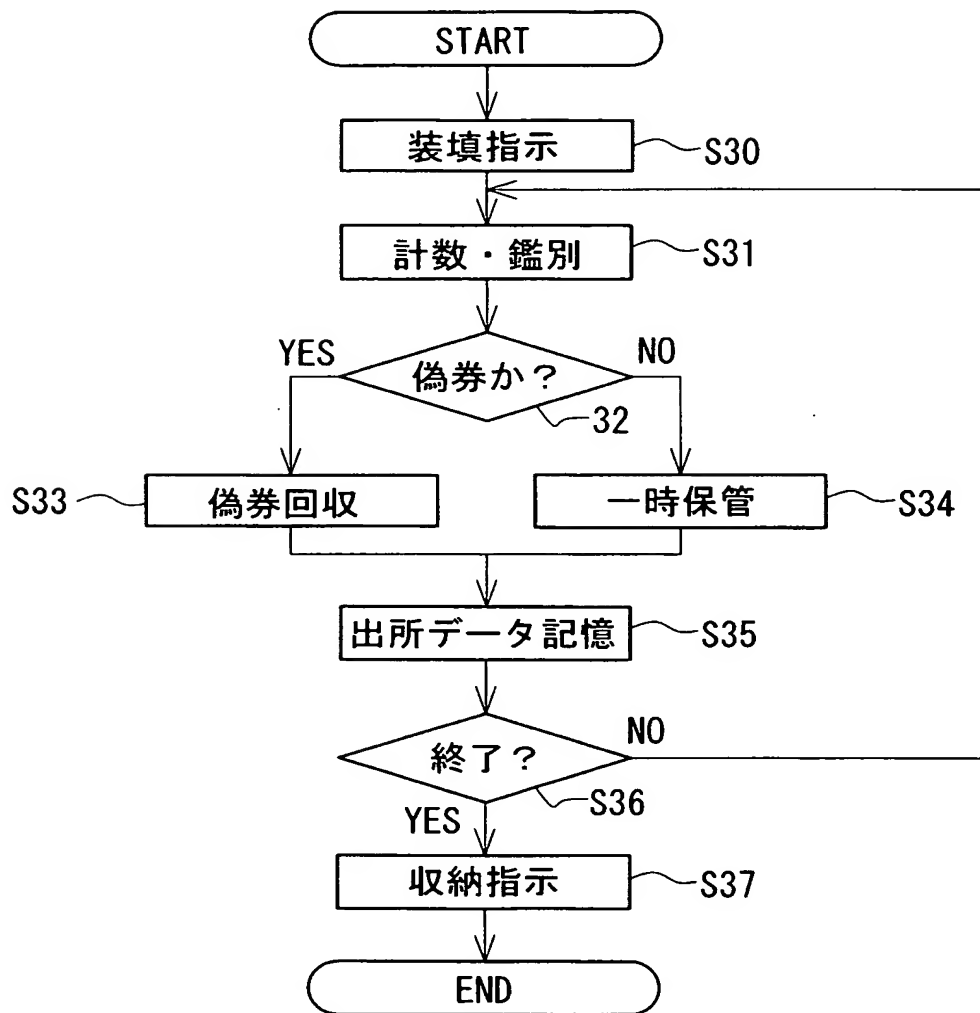 START
装填指示
S30
計数・鑑別
S31
YES
NO
偽券か?
32
S33
偽券回収
一時保管
S34
出所データ記憶
S35
終了?
NO
S36
YES
収納指示
S37
END